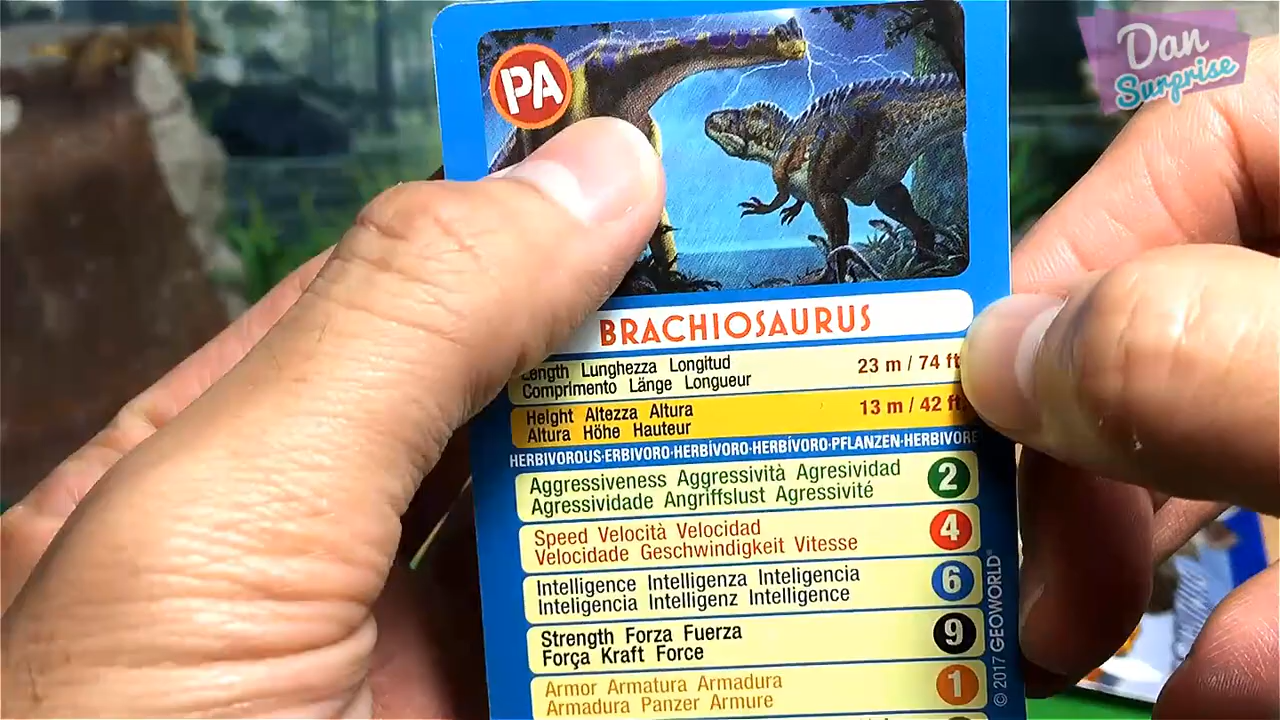 Dan
Surprise
PA
BRACHIOSAURUS
Length Lunghezza Longitud
Comprimento Länge Longueur
23 m / 74 ft
Height Altezza Altura
Altura Höhe Hauteur
13 m / 42 ft.
HERBIVOROUS·ERBIVORO·HERBÍVORO·HERBÍVORO·PFLANZEN·HERBIVORE
Aggressiveness Aggressività Agresividad
Agressividade Angriffslust Agressivité
2
Speed Velocità Velocidad
Velocidade Geschwindigkeit Vitesse
4
Intelligence Intelligenza Inteligencia
Inteligencia Intelligenz Intelligence
6
Strength Forza Fuerza
Força Kraft Force
9
Armor Armatura Armadura
Armadura Panzer Armure
1
© 2017 GEOWORLD®